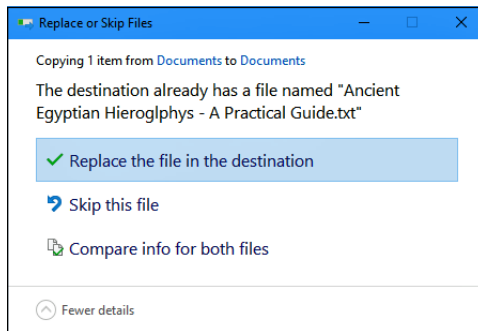 Replace or Skip Files
Copying 1 item from Documents to Documents
The destination already has a file named "Ancient
Egyptian Hieroglphys - A Practical Guide.txt"
Replace the file in the destination
Skip this file
Compare info for both files
Fewer details